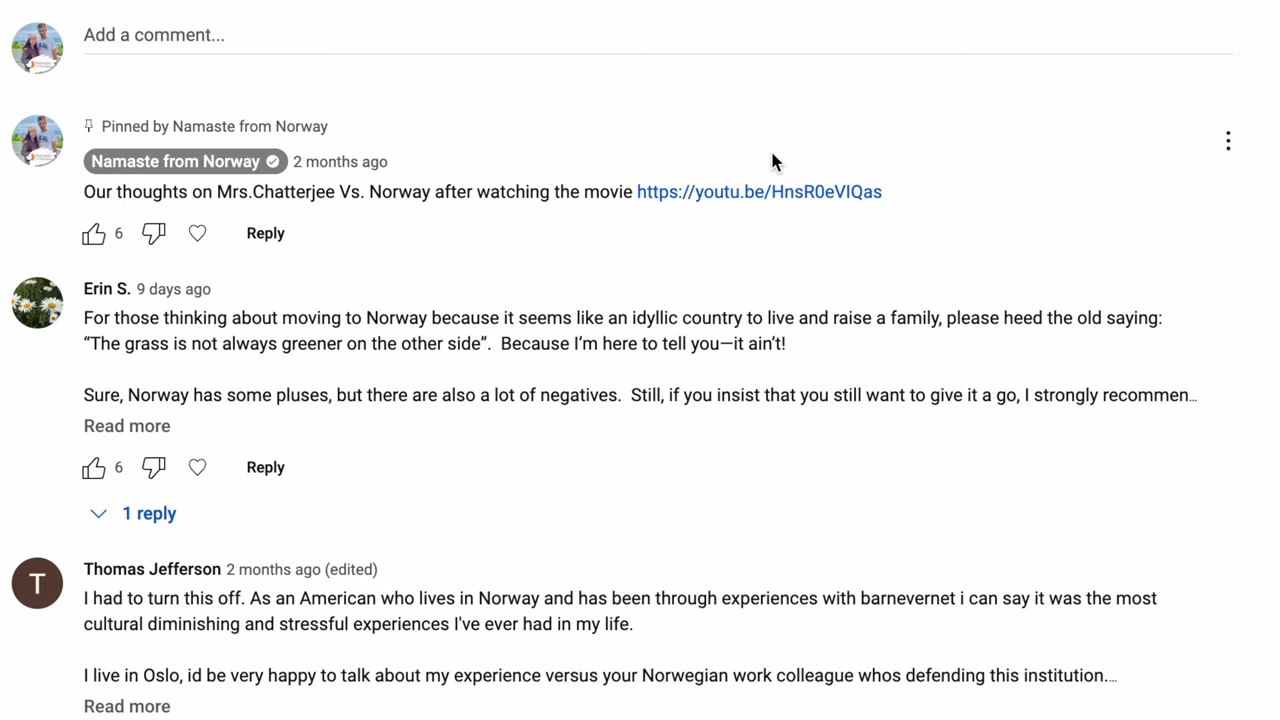 Add a comment...
Pinned by Namaste from Norway
Namaste from Norway 2 months ago
Our thoughts on Mrs.Chatterjee Vs. Norway after watching the movie https://youtu.be/HnsR0eVIQas
6 Reply
Erin S. 9 days ago
For those thinking about moving to Norway because it seems like an idyllic country to live and raise a family, please heed the old saying:
“The grass is not always greener on the other side”.  Because I’m here to tell you—it ain’t!
Sure, Norway has some pluses, but there are also a lot of negatives.  Still, if you insist that you still want to give it a go, I strongly recommen...
Read more
6 Reply
1 reply
T
Thomas Jefferson 2 months ago (edited)
I had to turn this off. As an American who lives in Norway and has been through experiences with barnevernet i can say it was the most
cultural diminishing and stressful experiences I've ever had in my life.
I live in Oslo, id be very happy to talk about my experience versus your Norwegian work colleague whos defending this institution....
Read more